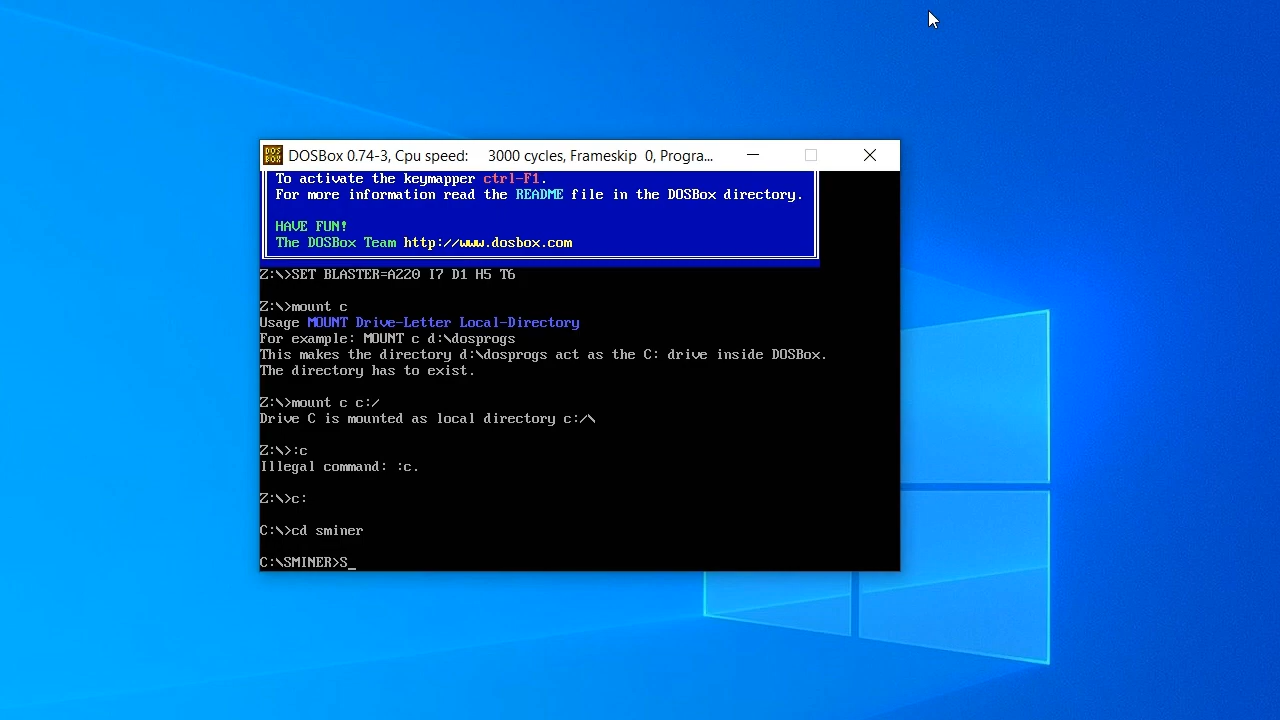 DOS BOX
DOSBox 0.74-3, Cpu speed: 3000 cycles, Frameskip 0, Progra...
To activate the keymapper ctrl-F1.
For more information read the README file in the DOSBox directory.
HAVE FUN!
The DOSBox Team http://www.dosbox.com
Z:\>SET BLASTER=A220 I7 D1 H5 T6
Z:\>mount c
Usage MOUNT Drive-Letter Local-Directory
For example: MOUNT c d:\dosprogs
This makes the directory d:\dosprogs act as the C: drive inside DOSBox.
The directory has to exist.
Z:\>mount c c:/
Drive C is mounted as local directory c:/\
Z:\>:c
Illegal command: :c.
Z:\>c:
C:\>cd sminer
C:\SMINER>S_